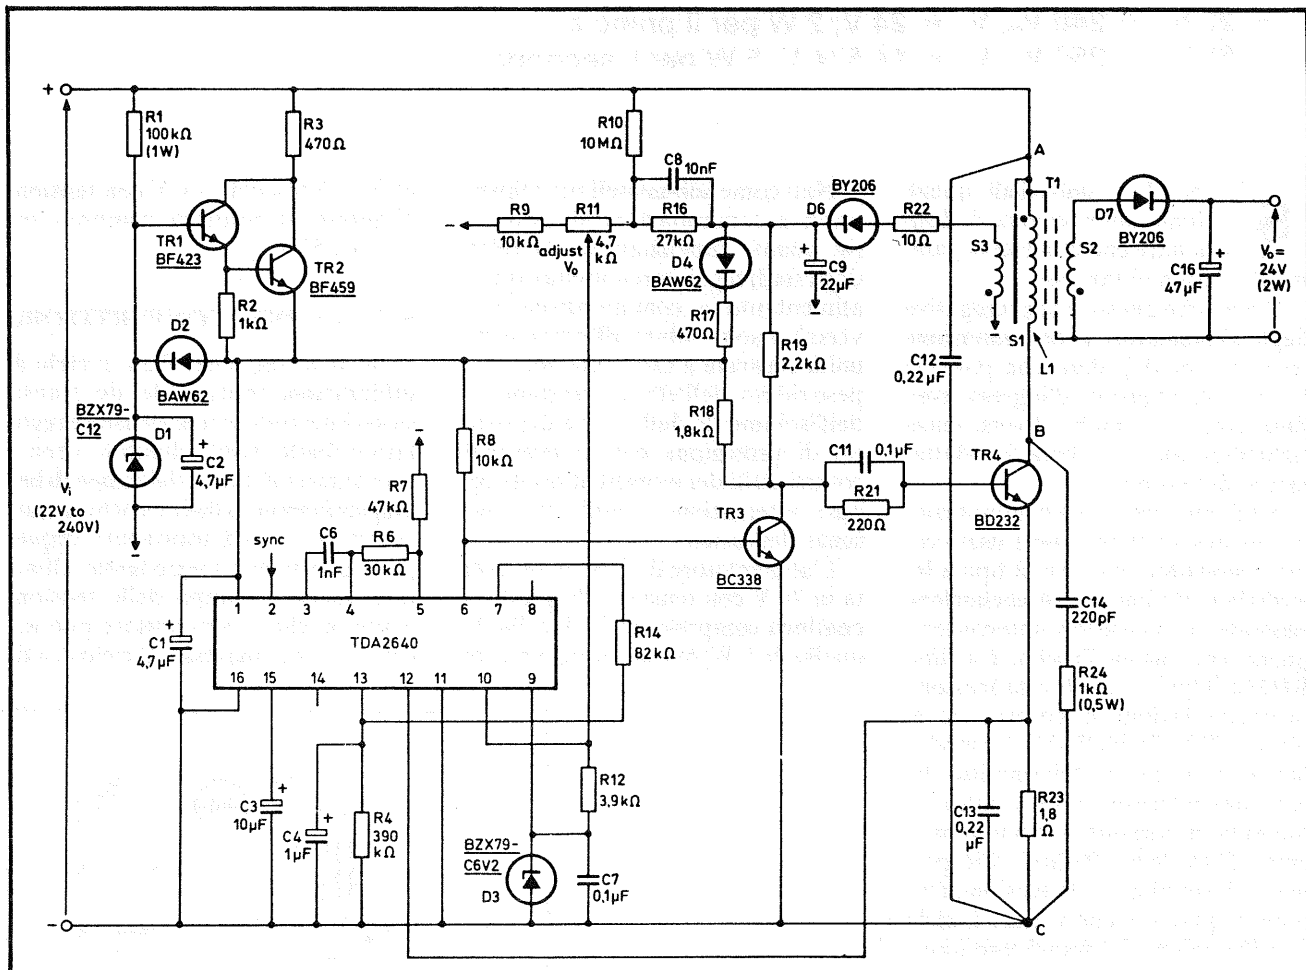 +
R1
100kΩ
(1W)
R3
470Ω
R10
10MΩ
C8
10nF
A
T1
BY206
D6
R22
10Ω
D7
BY206
R9
10kΩ
R11
4,7
kΩ
adjust
Vo
R16
27kΩ
S3
S2
S1
L1
C16
47µF
Vo =
24V
(2W)
TR1
BF423
TR2
BF459
D4
BAW62
C9
22µF
R2
1kΩ
D2
BAW62
R17
470Ω
R19
2,2kΩ
C12
0,22µF
BZX79-
C12
D1
C2
4,7µF
Vi
(22V to
240V)
R8
10kΩ
R18
1,8kΩ
B
R7
47kΩ
C11
0,1µF
R21
220Ω
TR4
BD232
TR3
BC338
sync
C6
1nF
R6
30kΩ
C14
220pF
1 2 3 4 5 6 7 8
TDA2640
16 15 14 13 12 11 10 9
C1
4,7µF
+
R14
82kΩ
R24
1kΩ
(0,5W)
C3
10µF
C4
1µF
R4
390
kΩ
R12
3,9kΩ
BZX79-
C6V2
D3
C7
0,1µF
C13
0,22
µF
R23
1,8
Ω
-
C